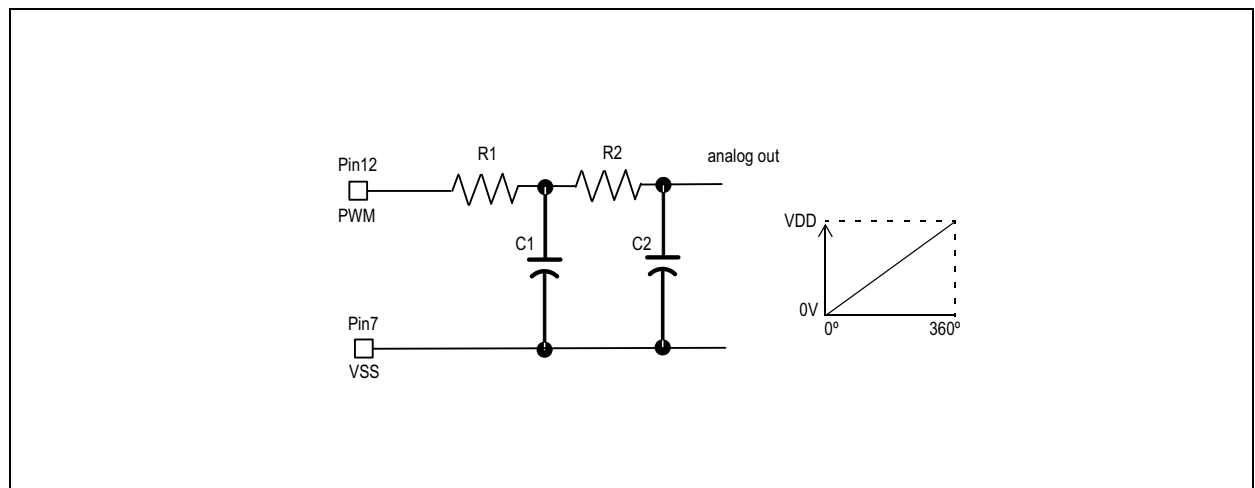 R1
R2
analog out
Pin12
PWM
C1
C2
VDD
0V
0º
360º
Pin7
VSS